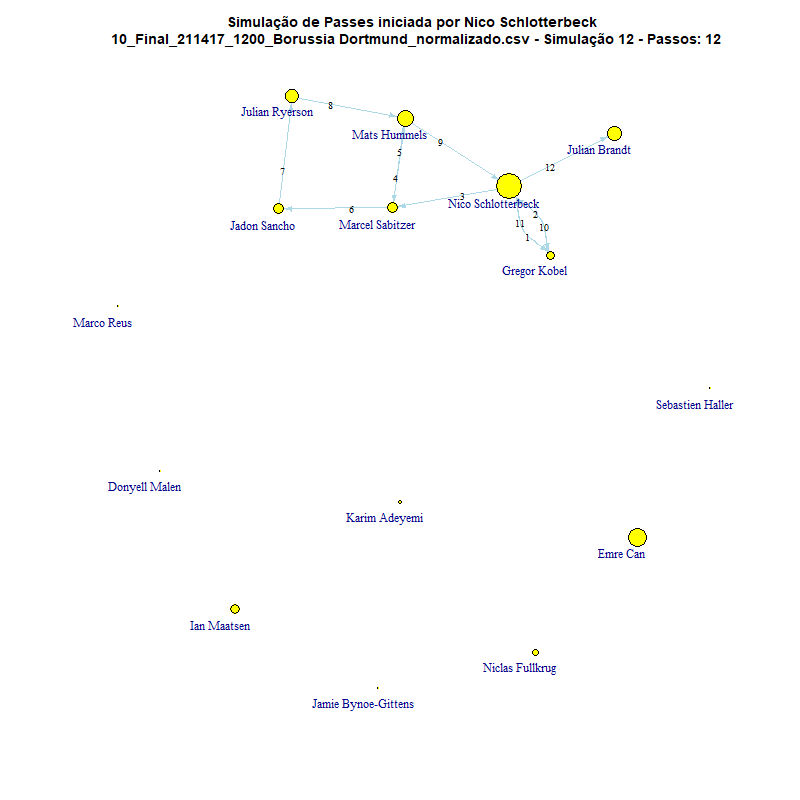 Simulação de Passes iniciada por Nico Schlotterbeck
10_Final_211417_1200_Borussia Dortmund_normalizado.csv - Simulação 12 - Passos: 12
Julian Ryerson
8
Mats Hummels
9
Julian Brandt
5
12
7
4
3
Nico Schlotterbeck
6
2
Jadon Sancho
Marcel Sabitzer
11
10
1
Gregor Kobel
Marco Reus
Sebastien Haller
Donyell Malen
Karim Adeyemi
Emre Can
Ian Maatsen
Niclas Fullkrug
Jamie Bynoe-Gittens